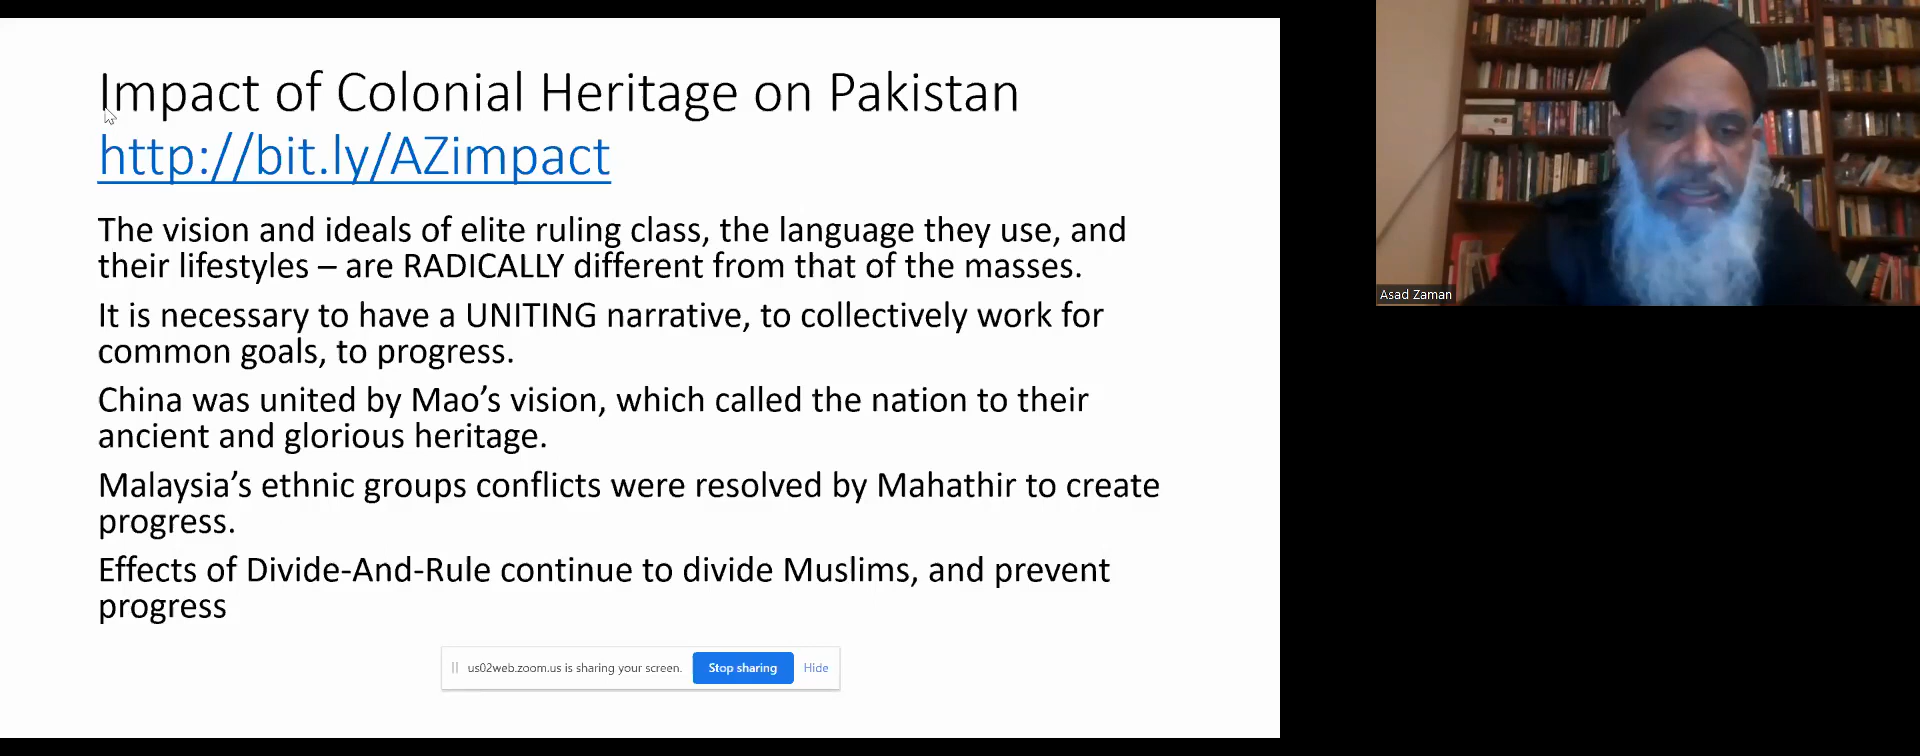 Impact of Colonial Heritage on Pakistan
http://bit.ly/AZimpact
The vision and ideals of elite ruling class, the language they use, and
their lifestyles – are RADICALLY different from that of the masses.
It is necessary to have a UNITING narrative, to collectively work for
common goals, to progress.
China was united by Mao’s vision, which called the nation to their
ancient and glorious heritage.
Malaysia’s ethnic groups conflicts were resolved by Mahathir to create
progress.
Effects of Divide-And-Rule continue to divide Muslims, and prevent
progress
us02web.zoom.us is sharing your screen. Stop sharing Hide
Asad Zaman